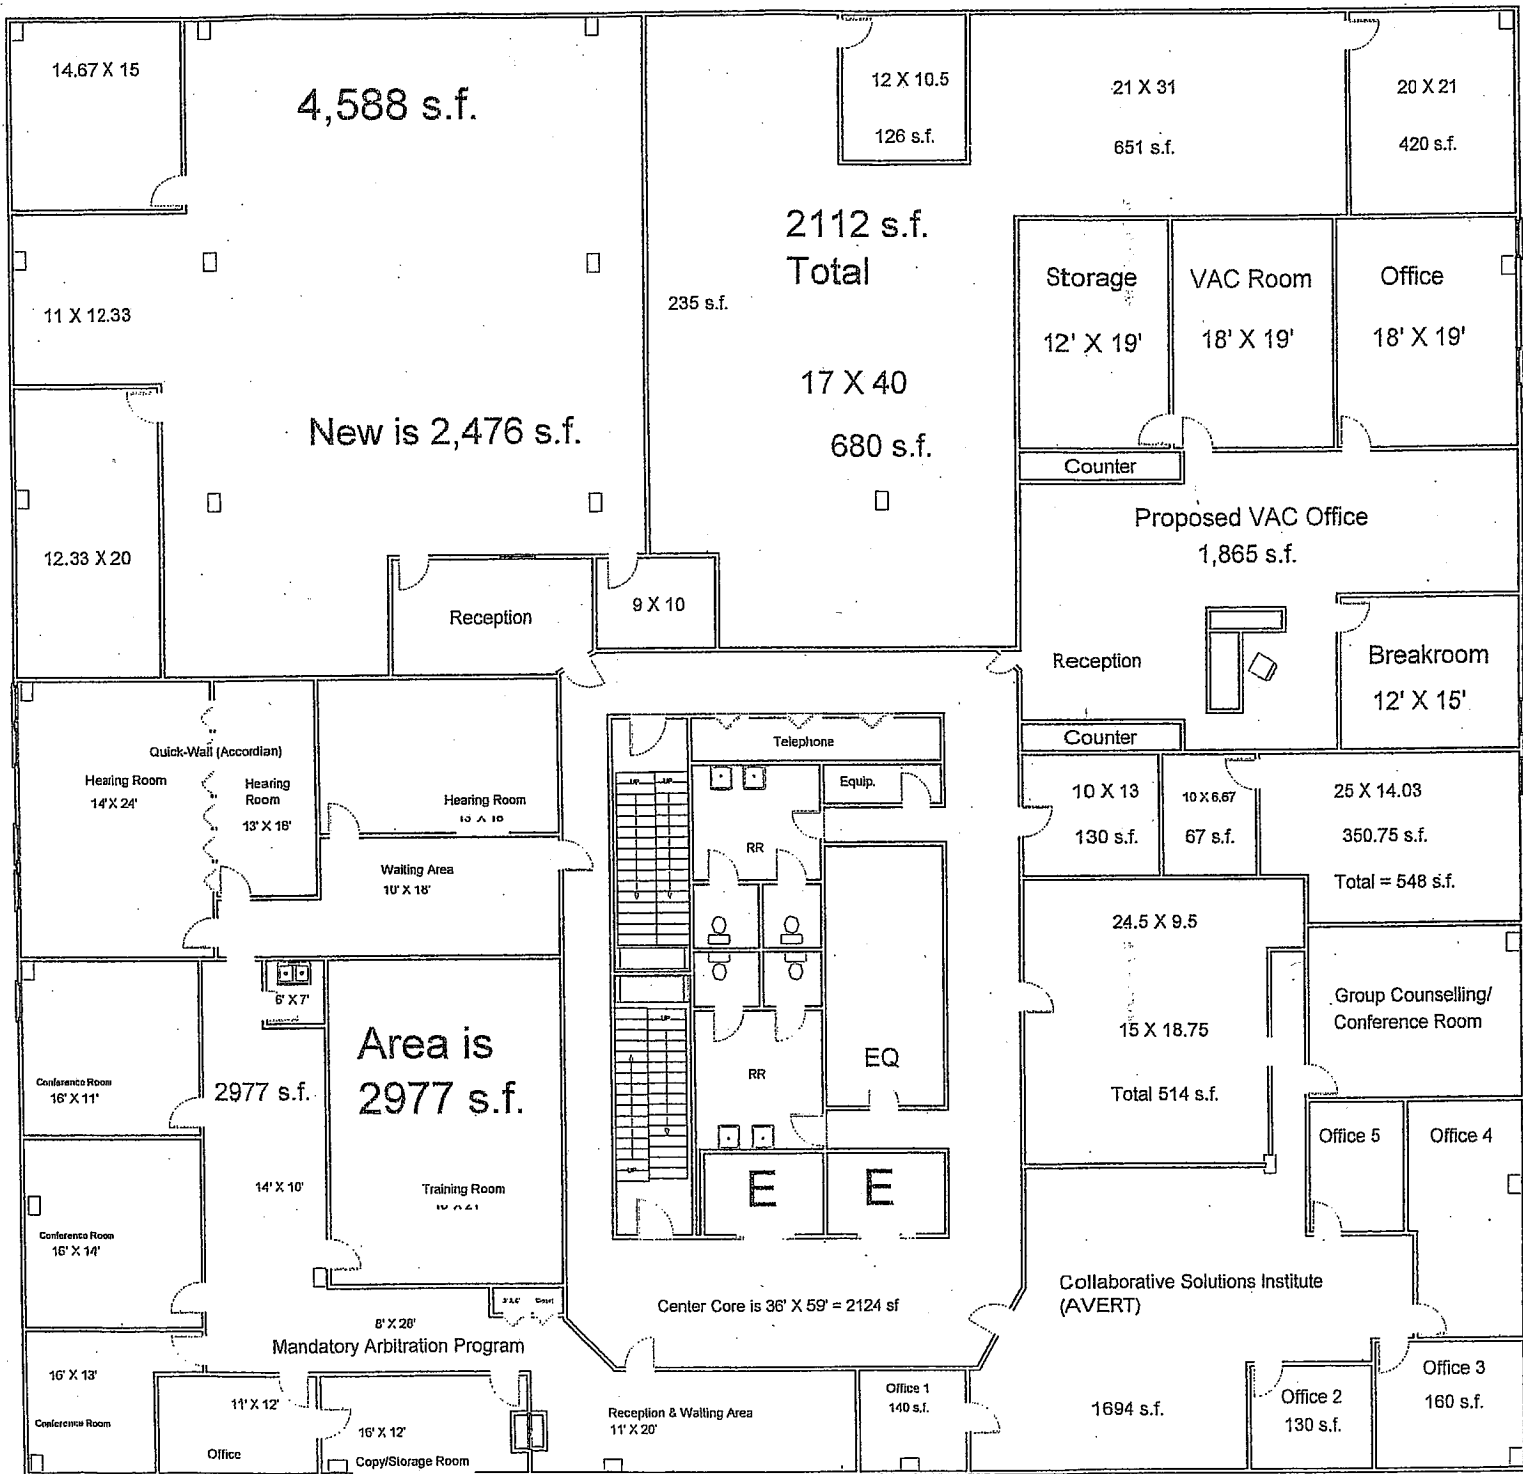 14.67 X 15
4,588 s.f.
12 X 10.5
126 s.f.
21 X 31
651 s.f.
20 X 21
420 s.f.
2112 s.f.
Total
235 s.f.
17 X 40
680 s.f.
11 X 12.33
New is 2,476 s.f.
12.33 X 20
Storage
12' X 19'
VAC Room
18' X 19'
Office
18' X 19'
Counter
Proposed VAC Office
1,865 s.f.
Reception
9 X 10
Reception
Breakroom
12' X 15'
Counter
Quick-Wall (Accordian)
Hearing Room
14' X 24'
Hearing
Room
13' X 18'
Hearing Room
Waiting Area
10' X 18'
Telephone
Equip.
UP
UP
RR
10 X 13
130 s.f.
10 X 6.67
67 s.f.
25 X 14.03
350.75 s.f.
Total = 548 s.f.
24.5 X 9.5
15 X 18.75
Total 514 s.f.
Group Counselling/
Conference Room
6' X 7'
Area is
2977 s.f.
2977 s.f.
Conference Room
16' X 11'
UP
UP
RR
EQ
Office 5
Office 4
14' X 10'
Training Room
E
E
Conference Room
16' X 14'
Collaborative Solutions Institute
(AVERT)
Center Core is 36' X 59' = 2124 sf
Closet
8' X 28'
Mandatory Arbitration Program
16' X 13'
Conference Room
11' X 12'
Office
16' X 12'
Copy/Storage Room
Reception & Waiting Area
11' X 20'
Office 1
140 s.f.
1694 s.f.
Office 2
130 s.f.
Office 3
160 s.f.